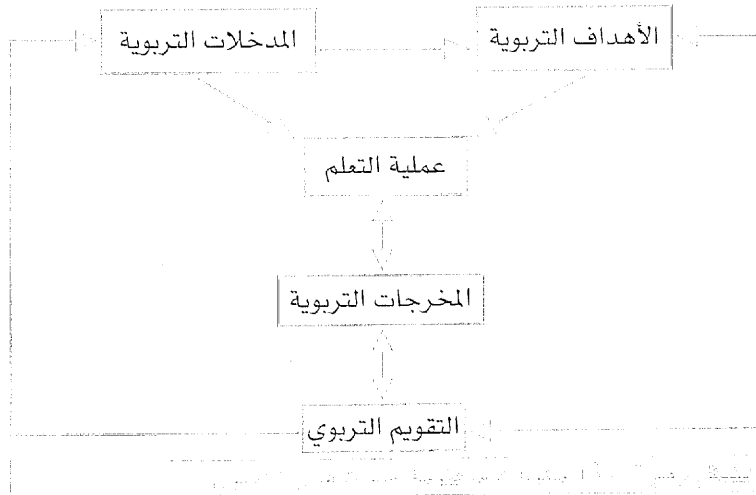 الأهداف التربوية
المدخلات التربوية
عملية التعلم
المخرجات التربوية
التقويم التربوي